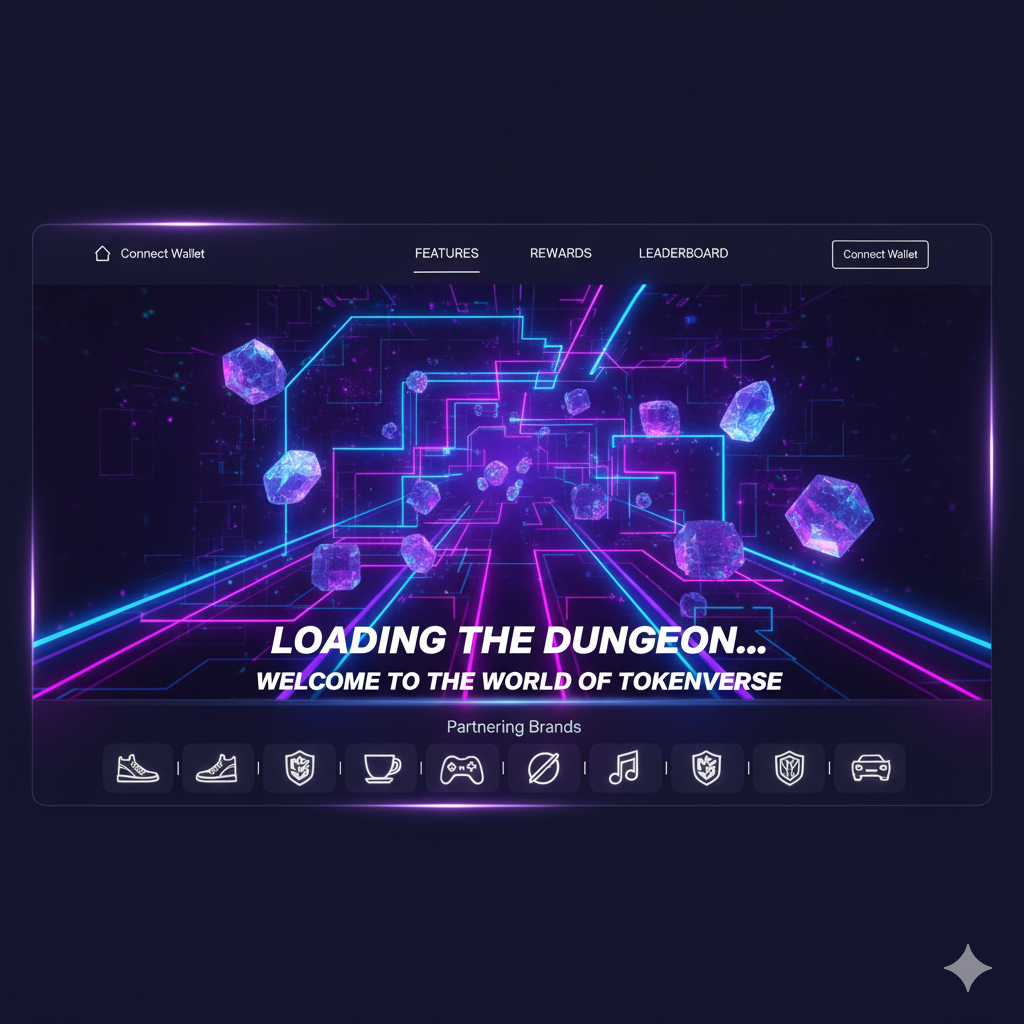 Connect Wallet
FEATURES
REWARDS
LEADERBOARD
Connect Wallet
LOADING THE DUNGEON...
WELCOME TO THE WORLD OF TOKENVERSE
Partnering Brands